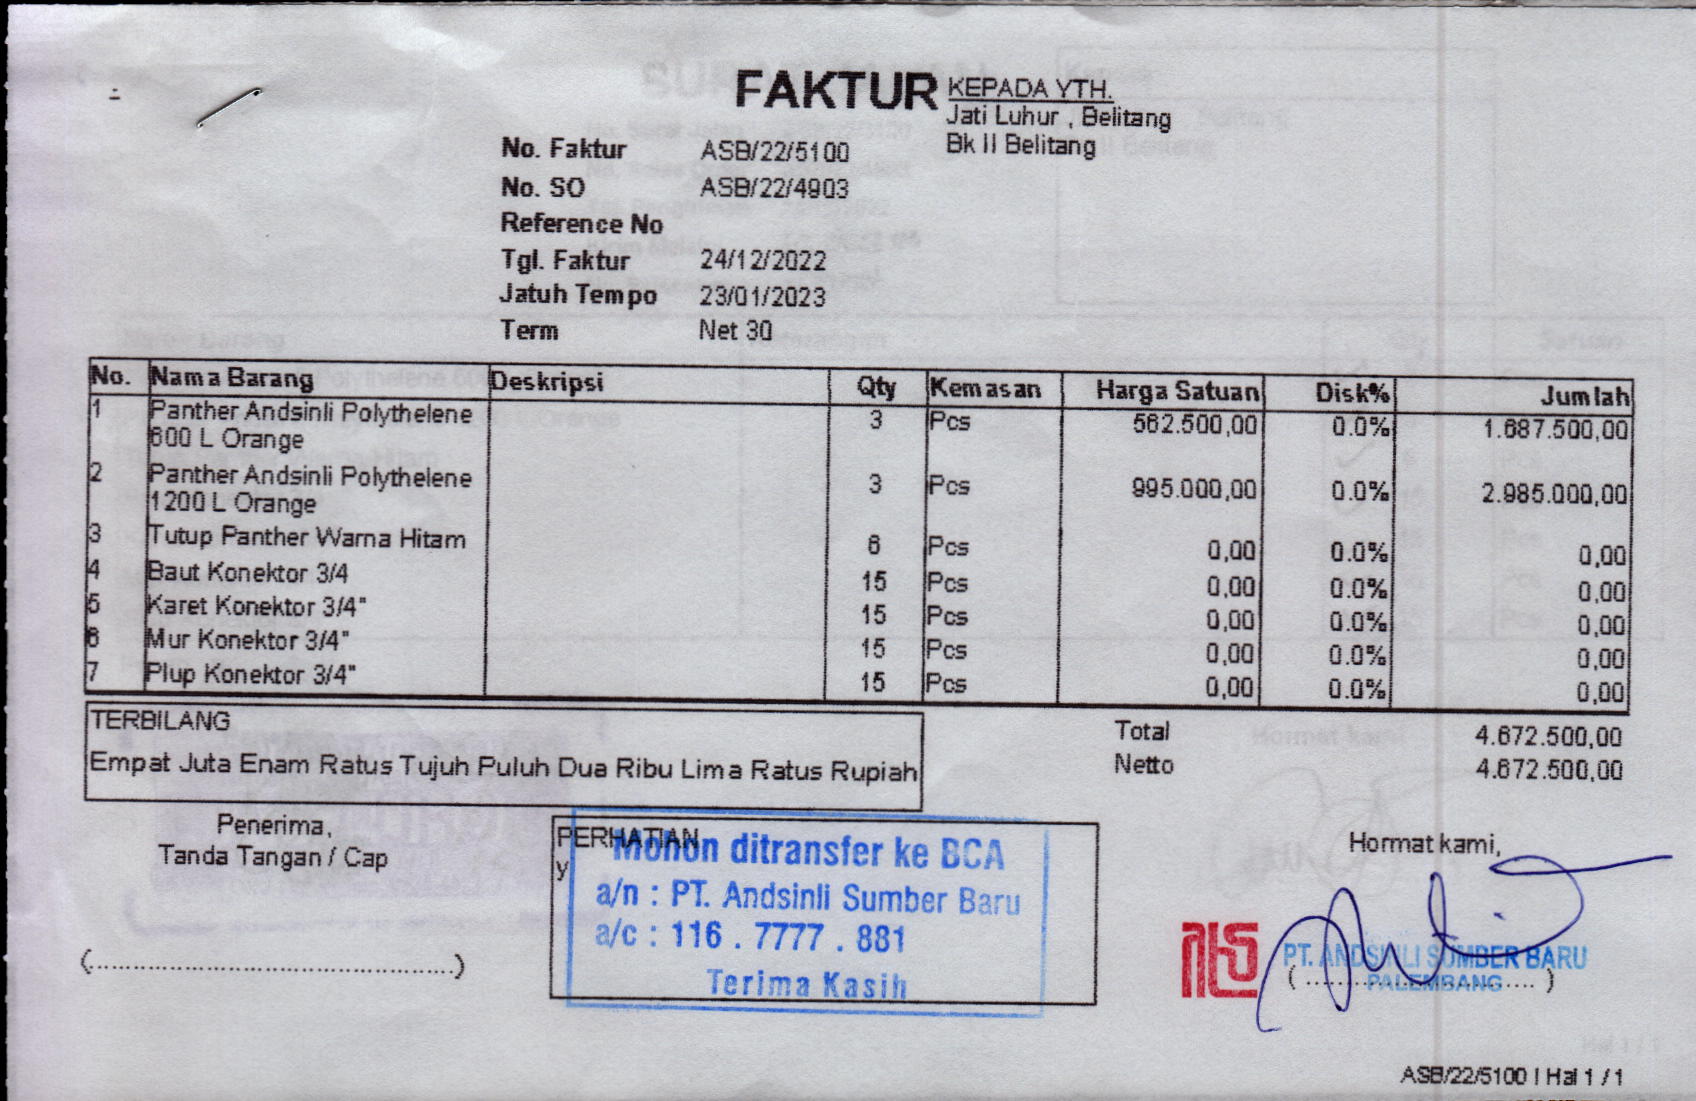 FAKTUR
KEPADA YTH.
Jati Luhur , Belitang
Bk II Belitang
No. Faktur ASB/22/5100
No. SO ASB/22/4903
Reference No
Tgl. Faktur 24/12/2022
Jatuh Tempo 23/01/2023
Term Net 30
No. Nama Barang Deskripsi Qty Kemasan Harga Satuan Disk% Jumlah
1 Panther Andsinli Polythelene 3 Pcs 562.500,00 0.0% 1.687.500,00
600 L Orange
2 Panther Andsinli Polythelene 3 Pcs 995.000,00 0.0% 2.985.000,00
1200 L Orange
3 Tutup Panther Warna Hitam 6 Pcs 0,00 0.0% 0,00
4 Baut Konektor 3/4 15 Pcs 0,00 0.0% 0,00
5 Karet Konektor 3/4" 15 Pcs 0,00 0.0% 0,00
6 Mur Konektor 3/4" 15 Pcs 0,00 0.0% 0,00
7 Plup Konektor 3/4" 15 Pcs 0,00 0.0% 0,00
TERBILANG
Empat Juta Enam Ratus Tujuh Puluh Dua Ribu Lima Ratus Rupiah
Total 4.672.500,00
Netto 4.672.500,00
Penerima,
Tanda Tangan / Cap
(................................................)
PERHATIAN
y
Mohon ditransfer ke BCA
a/n : PT. Andsinli Sumber Baru
a/c : 116 . 7777 . 881
Terima Kasih
Hormat kami,
PT. ANDSINLI SUMBER BARU
PALEMBANG
ASB/22/5100 | Hal 1 / 1